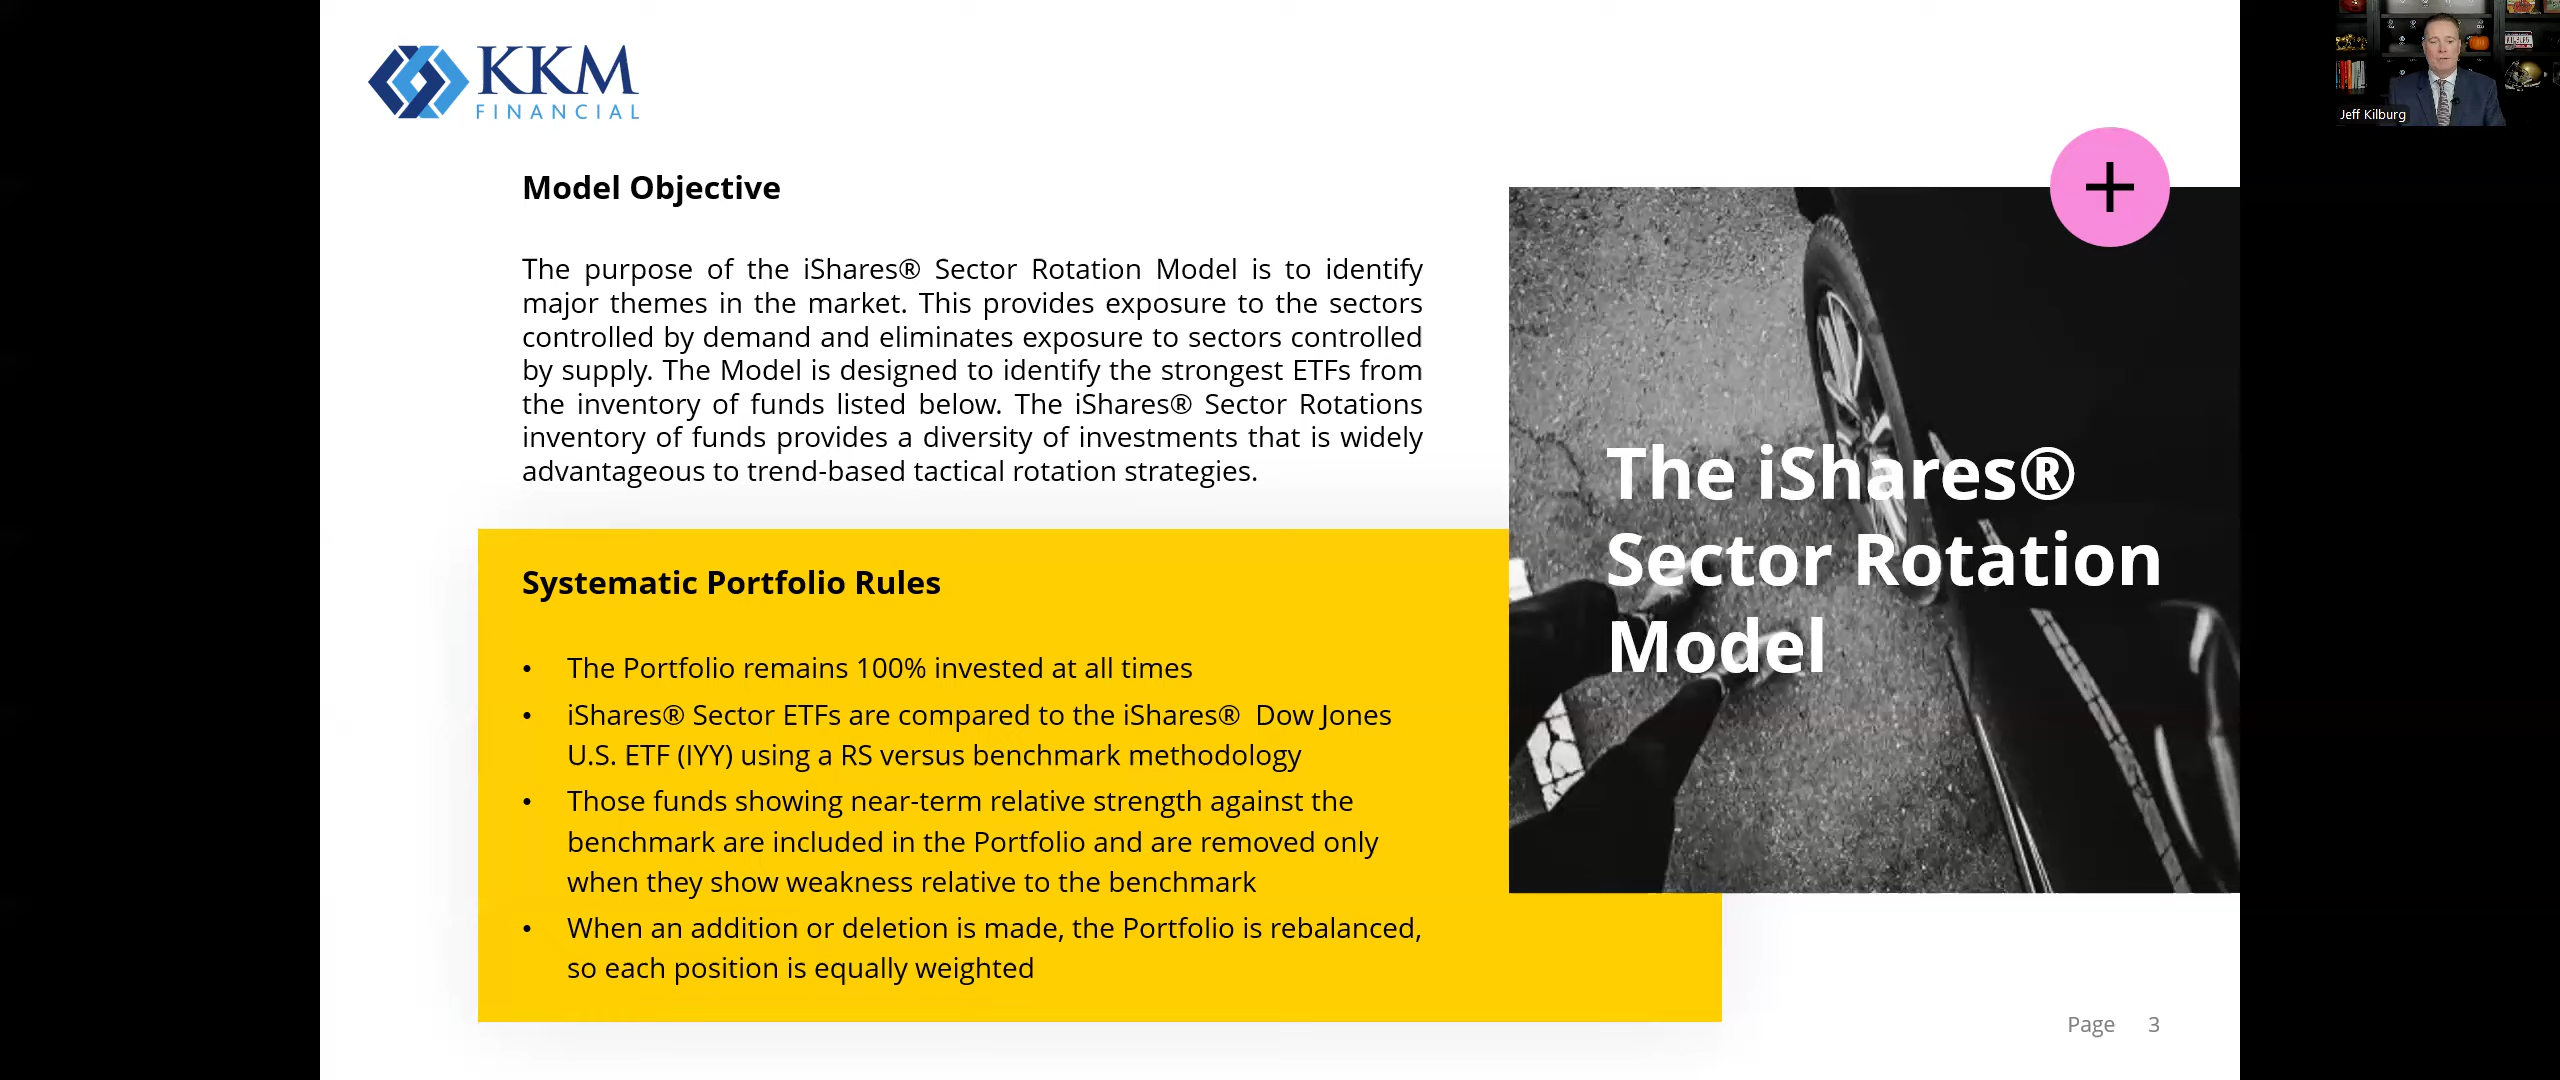 KKM
FINANCIAL
Jeff Kilburg
Model Objective
The purpose of the iShares® Sector Rotation Model is to identify
major themes in the market. This provides exposure to the sectors
controlled by demand and eliminates exposure to sectors controlled
by supply. The Model is designed to identify the strongest ETFs from
the inventory of funds listed below. The iShares® Sector Rotations
inventory of funds provides a diversity of investments that is widely
advantageous to trend-based tactical rotation strategies.
The iShares®
Sector Rotation
Model
Systematic Portfolio Rules
• The Portfolio remains 100% invested at all times
• iShares® Sector ETFs are compared to the iShares® Dow Jones
U.S. ETF (IYY) using a RS versus benchmark methodology
• Those funds showing near-term relative strength against the
benchmark are included in the Portfolio and are removed only
when they show weakness relative to the benchmark
• When an addition or deletion is made, the Portfolio is rebalanced,
so each position is equally weighted
Page 3